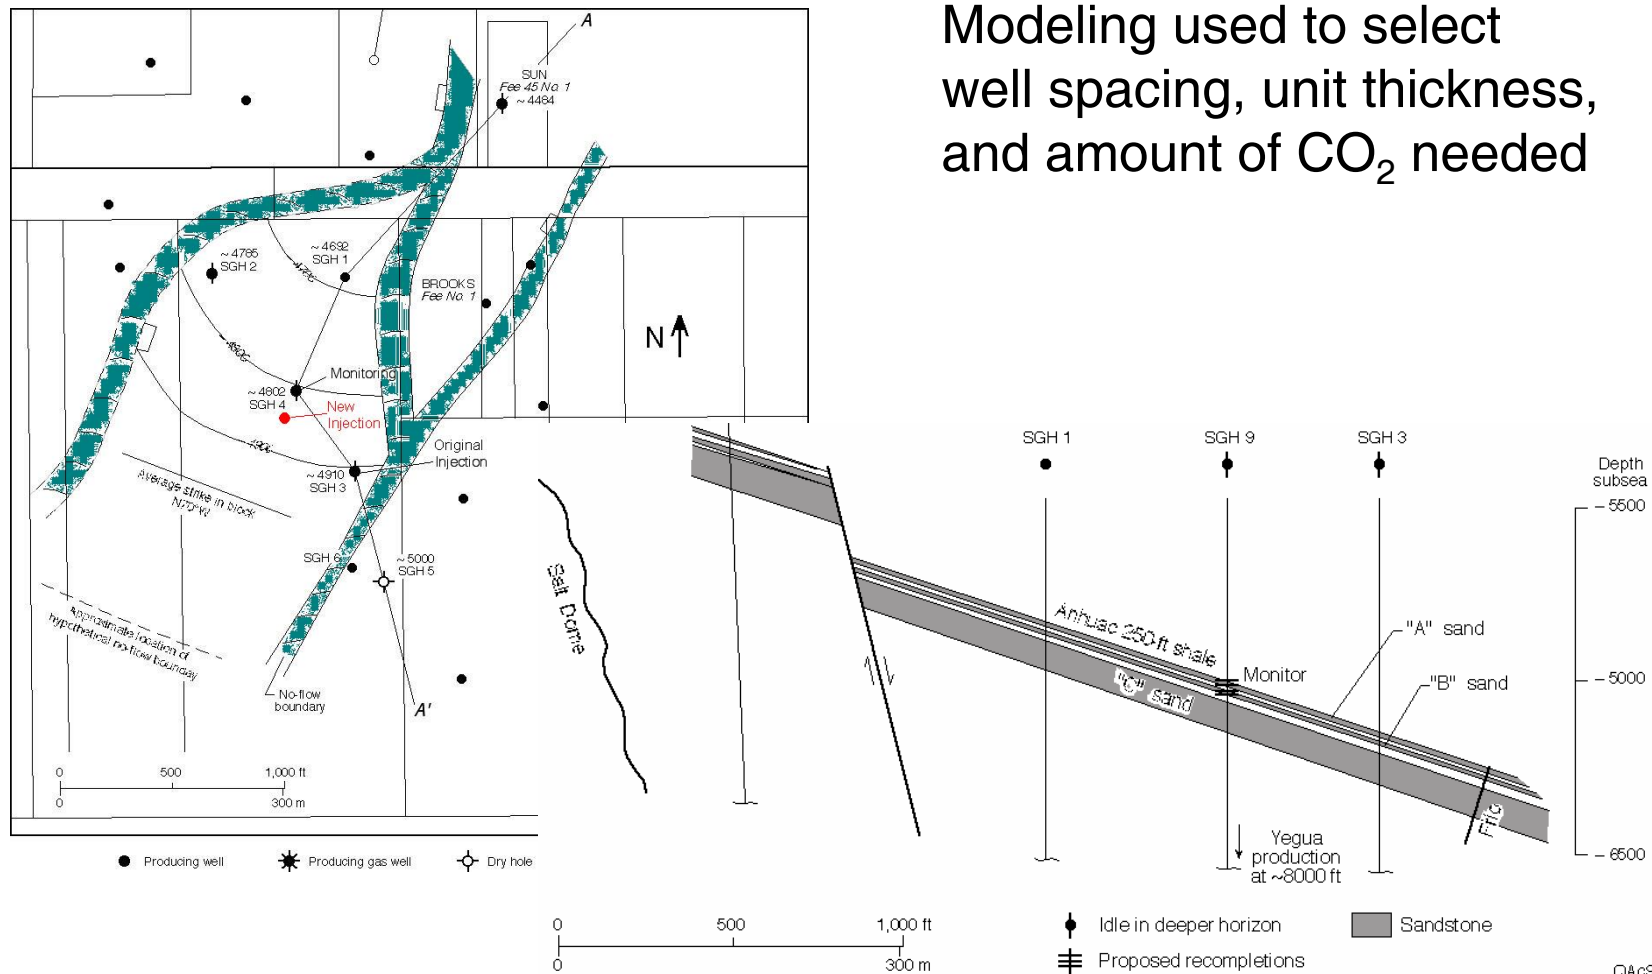 Modeling used to select
well spacing, unit thickness,
and amount of CO2 needed
A
SUN
Fee 45 No. 1
~ 4464
~ 4765
SGH 2
~ 4692
SGH 1
BROOKS
Fee No. 1
N
Monitoring
~ 4802
SGH 4
New
Injection
Original
Injection
~ 4910
SGH 3
Average strike in block
N70°W
SGH 6
~ 5000
SGH 5
Approximate location of
hypothetical no-flow boundary
No-flow
boundary
A'
0 500 1,000 ft
0 300 m
Producing well
Producing gas well
Dry hole
SGH 1
SGH 9
SGH 3
Depth
subsea
– 5500
Salt Dome
Anhuac 250-ft shale
"A" sand
Monitor
– 5000
"B" sand
"C" sand
Frio
Yegua
production
at ~8000 ft
– 6500
0 500 1,000 ft
0 300 m
Idle in deeper horizon
Sandstone
Proposed recompletions